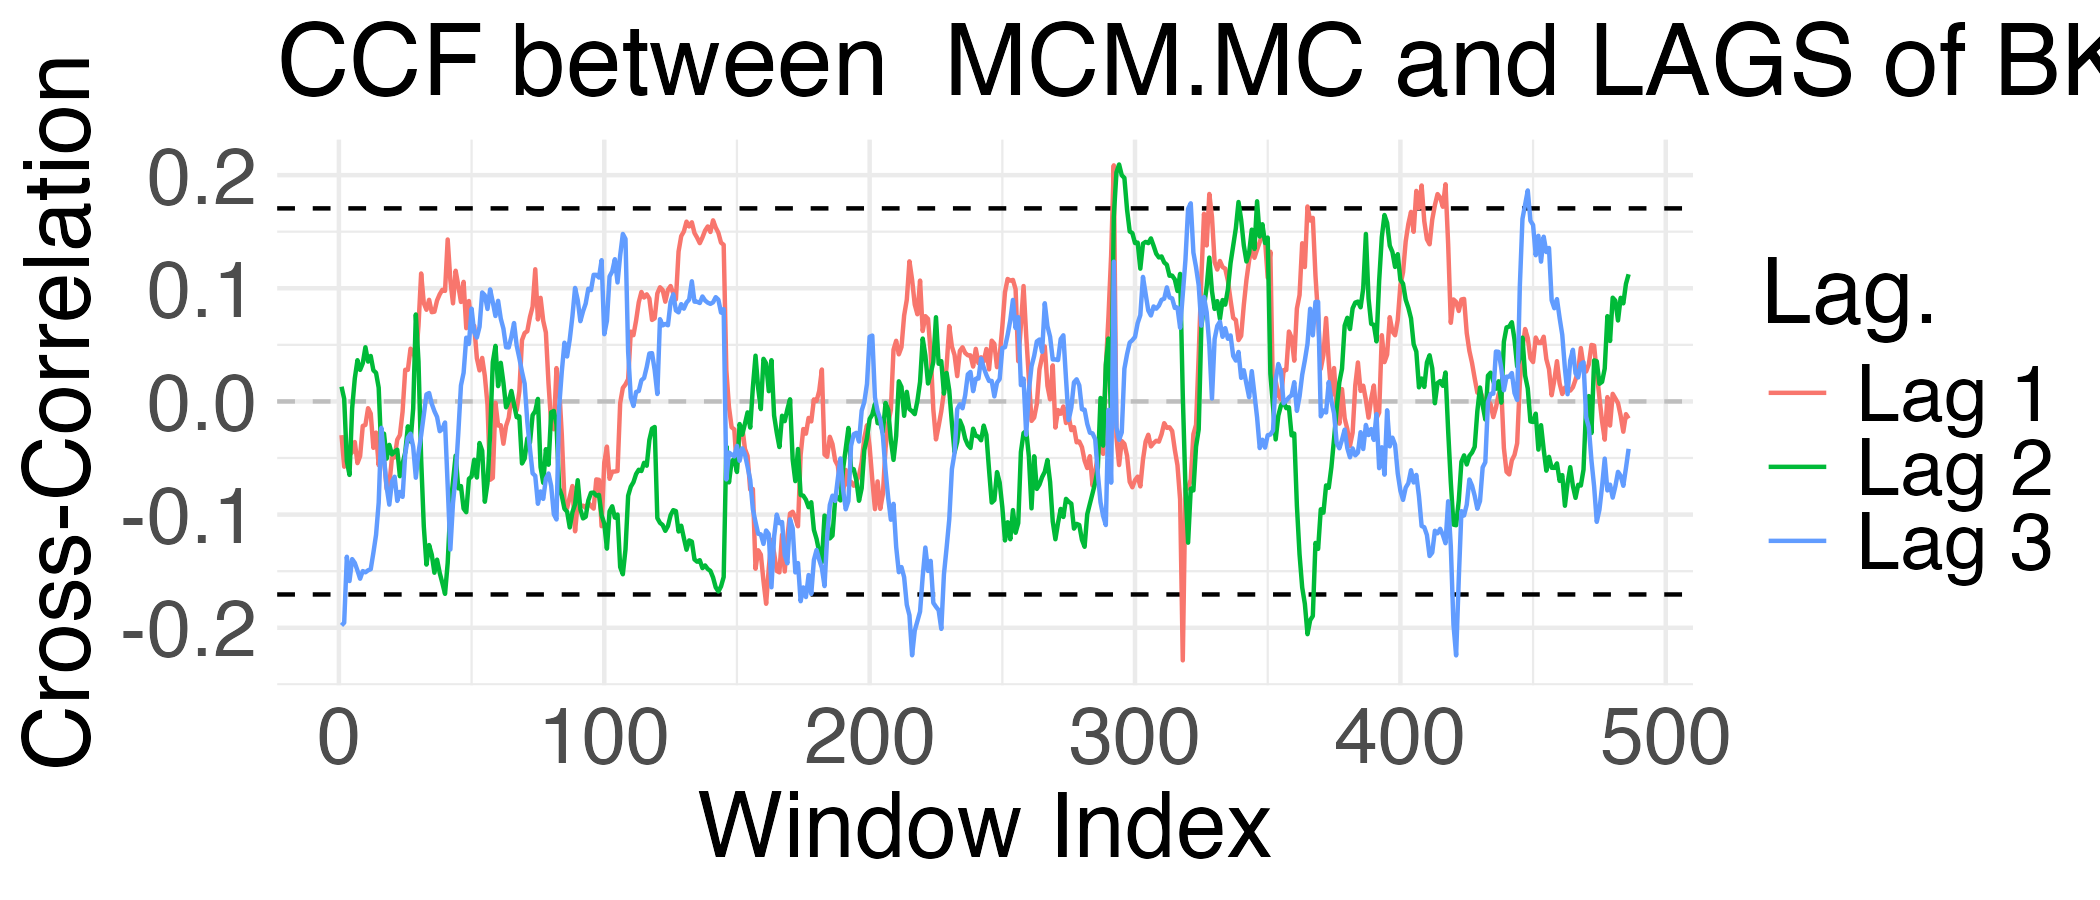 CCF between  MCM.MC and LAGS of BK
Cross-Correlation
0.2
0.1
0.0
-0.1
-0.2
0 100 200 300 400 500
Window Index
Lag.
Lag 1
Lag 2
Lag 3